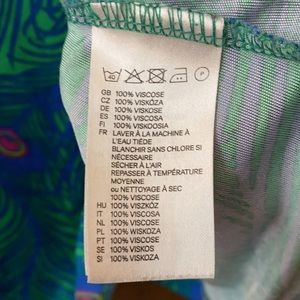 40 P
GB 100% VISCOSE
CZ 100% VISKÓZA
DE 100% VISKOSE
ES 100% VISCOSA
FI 100% VISKOOSIA
FR LAVER À LA MACHINE À
L'EAU TIÈDE
BLANCHIR SANS CHLORE SI
NÉCESSAIRE
SÉCHER À L'AIR
REPASSER À TEMPÉRATURE
MOYENNE
ou NETTOYAGE À SEC
100% VISCOSE
HU 100% VISZKÓZ
IT 100% VISCOSA
NL 100% VISCOSE
PL 100% WISKOZA
PT 100% VISCOSE
SE 100% VISKOS
SI 100% VISKOZA